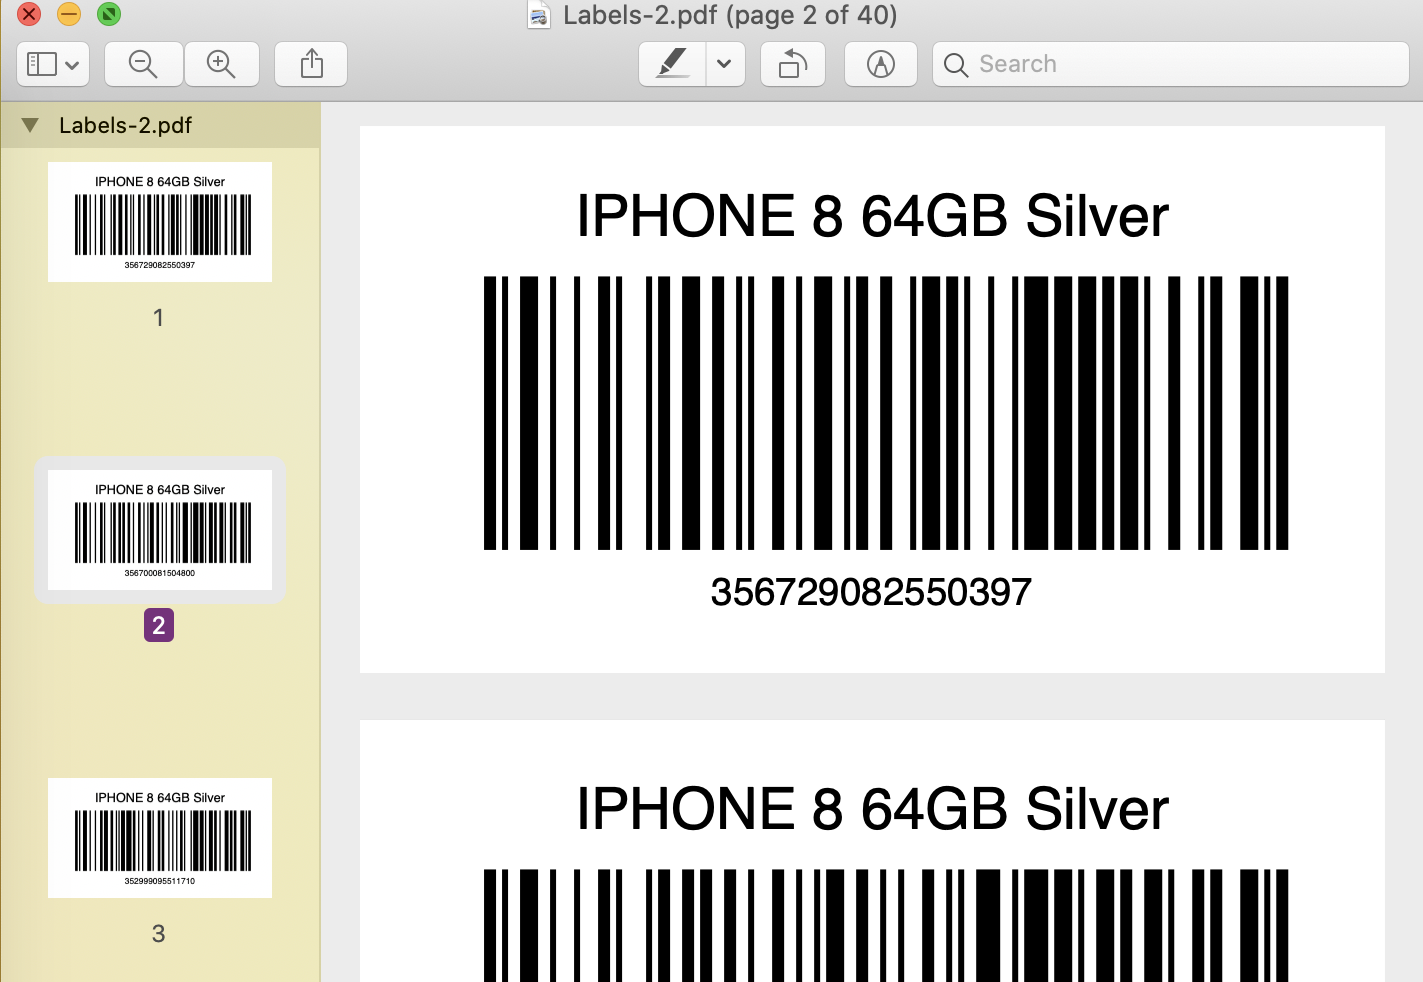 Labels-2.pdf (page 2 of 40)
Search
Labels-2.pdf
IPHONE 8 64GB Silver
356729082550397
1
IPHONE 8 64GB Silver
356700081504800
2
IPHONE 8 64GB Silver
352999095511710
3
IPHONE 8 64GB Silver
356729082550397
IPHONE 8 64GB Silver